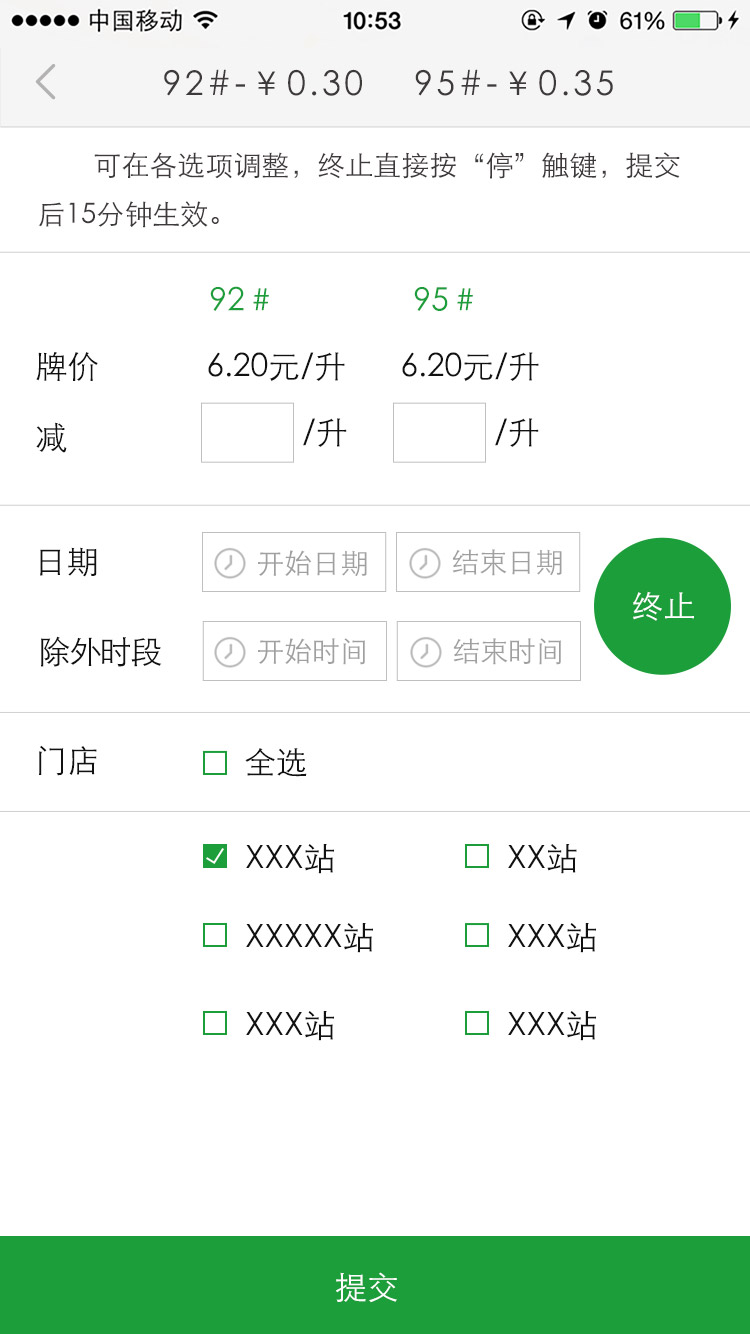 中国移动 10:53 61%
92#-￥0.30 95#-￥0.35
可在各选项调整，终止直接按“停”触键，提交
后15分钟生效。
92# 95#
牌价 6.20元/升 6.20元/升
减 /升 /升
日期 开始日期 结束日期
终止
除外时段 开始时间 结束时间
门店 全选
XXX站 XX站
XXXXX站 XXX站
XXX站 XXX站
提交